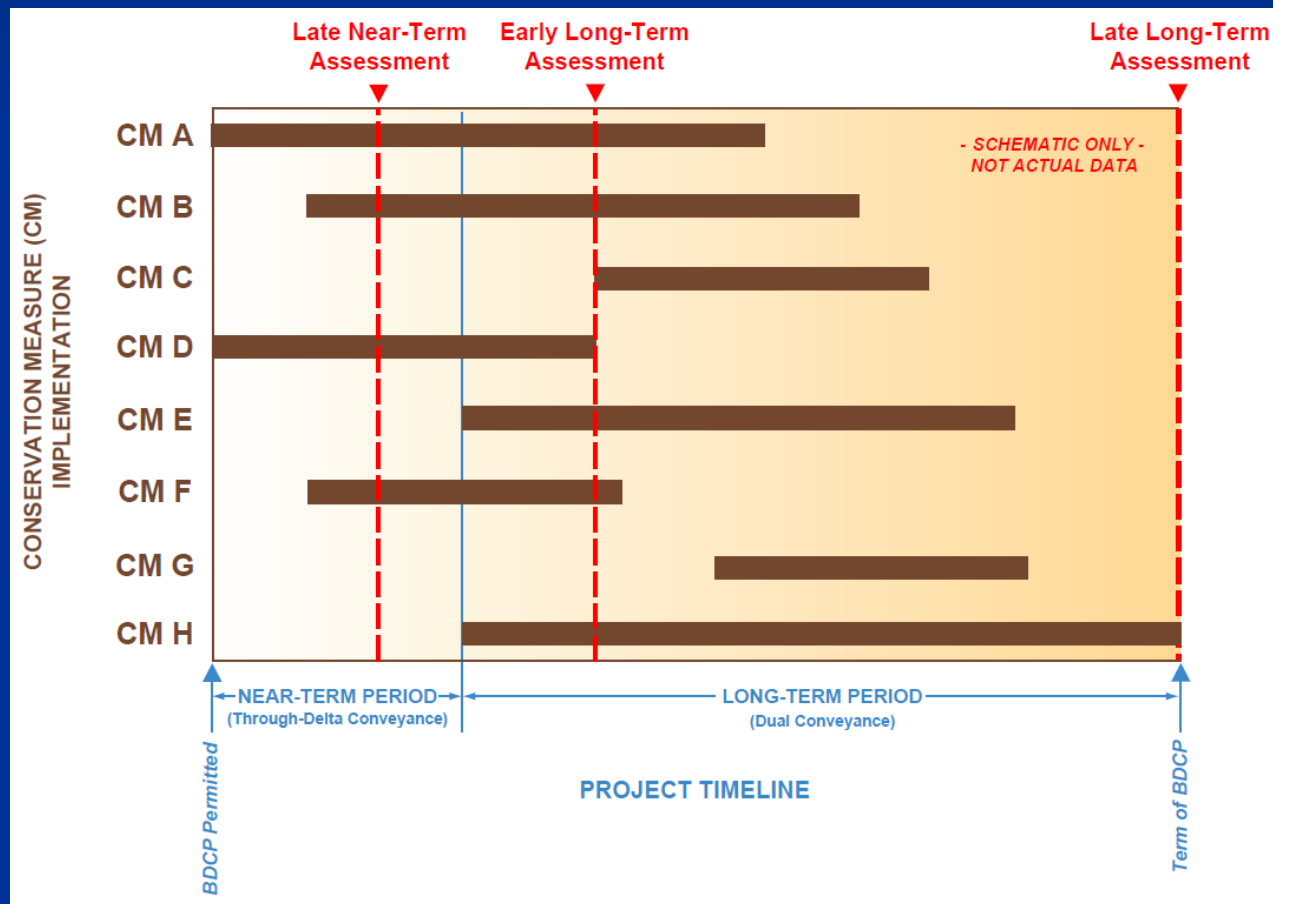 Late Near-Term
Assessment
Early Long-Term
Assessment
Late Long-Term
Assessment
- SCHEMATIC ONLY -
NOT ACTUAL DATA
CONSERVATION MEASURE (CM)
IMPLEMENTATION
CM A
CM B
CM C
CM D
CM E
CM F
CM G
CM H
NEAR-TERM PERIOD
(Through-Delta Conveyance)
LONG-TERM PERIOD
(Dual Conveyance)
BDCP Permitted
PROJECT TIMELINE
Term of BDCP